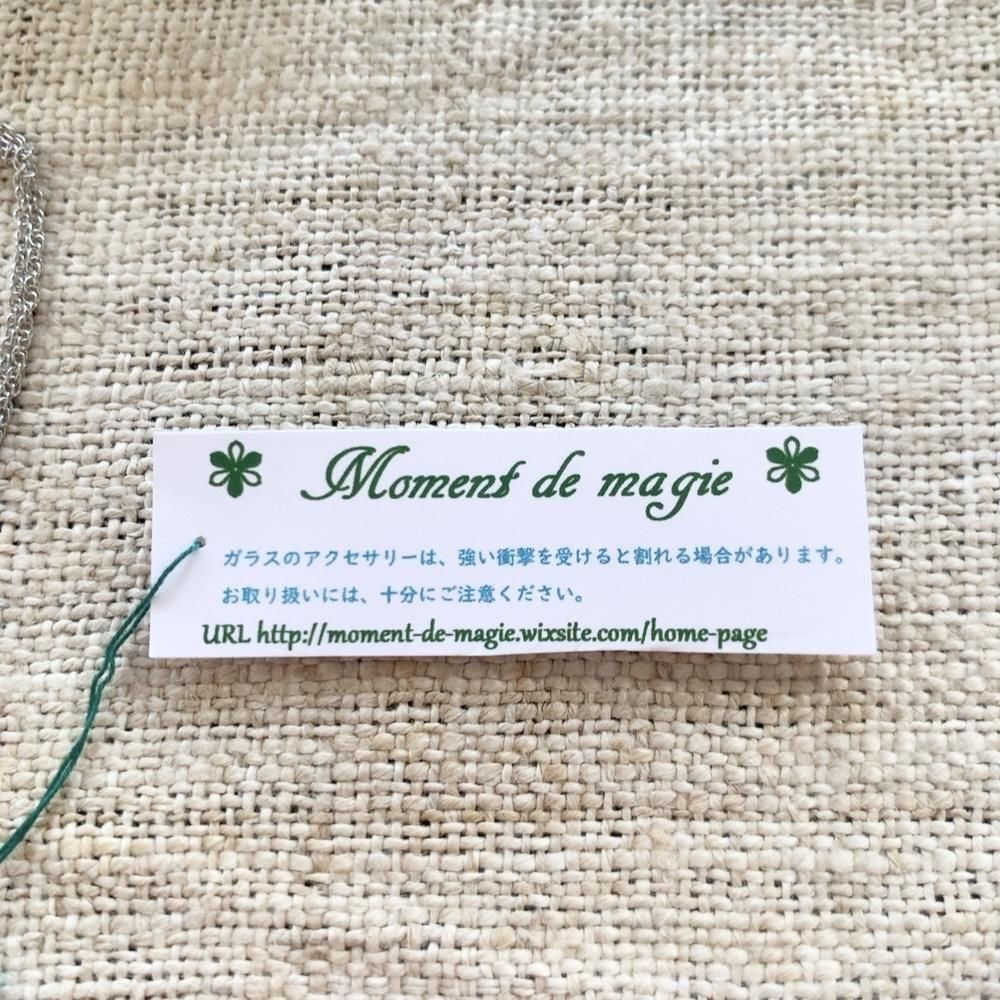 Moment de magie
ガラスのアクセサリーは、強い衝撃を受けると割れる場合があります。
お取り扱いには、十分にご注意ください。
URL http://moment-de-magie.wixsite.com/home-page